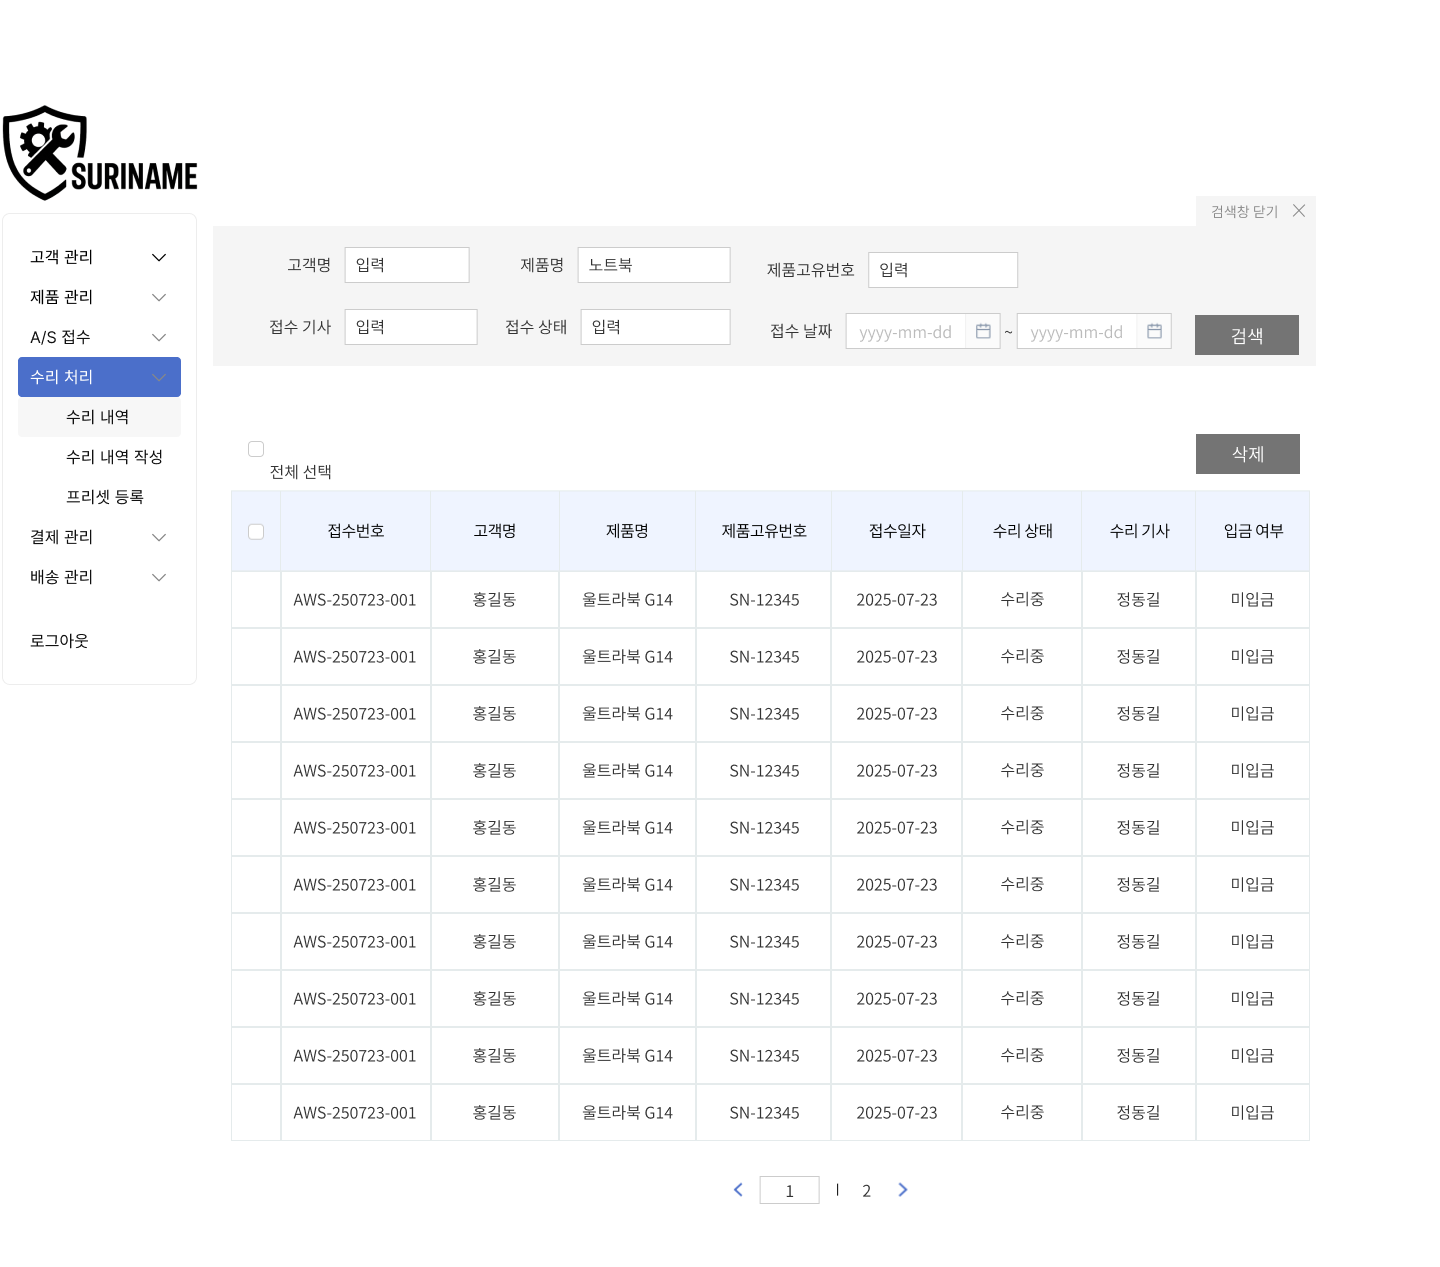 SURINAME
고객 관리
제품 관리
A/S 접수
수리 처리
수리 내역
수리 내역 작성
프리셋 등록
결제 관리
배송 관리
로그아웃
검색창 닫기
고객명 입력 제품명 노트북 제품고유번호 입력
접수 기사 입력 접수 상태 입력 접수 날짜 yyyy-mm-dd ~ yyyy-mm-dd 검색
전체 선택 삭제
접수번호 고객명 제품명 제품고유번호 접수일자 수리 상태 수리 기사 입금 여부
AWS-250723-001 홍길동 울트라북 G14 SN-12345 2025-07-23 수리중 정동길 미입금
AWS-250723-001 홍길동 울트라북 G14 SN-12345 2025-07-23 수리중 정동길 미입금
AWS-250723-001 홍길동 울트라북 G14 SN-12345 2025-07-23 수리중 정동길 미입금
AWS-250723-001 홍길동 울트라북 G14 SN-12345 2025-07-23 수리중 정동길 미입금
AWS-250723-001 홍길동 울트라북 G14 SN-12345 2025-07-23 수리중 정동길 미입금
AWS-250723-001 홍길동 울트라북 G14 SN-12345 2025-07-23 수리중 정동길 미입금
AWS-250723-001 홍길동 울트라북 G14 SN-12345 2025-07-23 수리중 정동길 미입금
AWS-250723-001 홍길동 울트라북 G14 SN-12345 2025-07-23 수리중 정동길 미입금
AWS-250723-001 홍길동 울트라북 G14 SN-12345 2025-07-23 수리중 정동길 미입금
AWS-250723-001 홍길동 울트라북 G14 SN-12345 2025-07-23 수리중 정동길 미입금
1 | 2